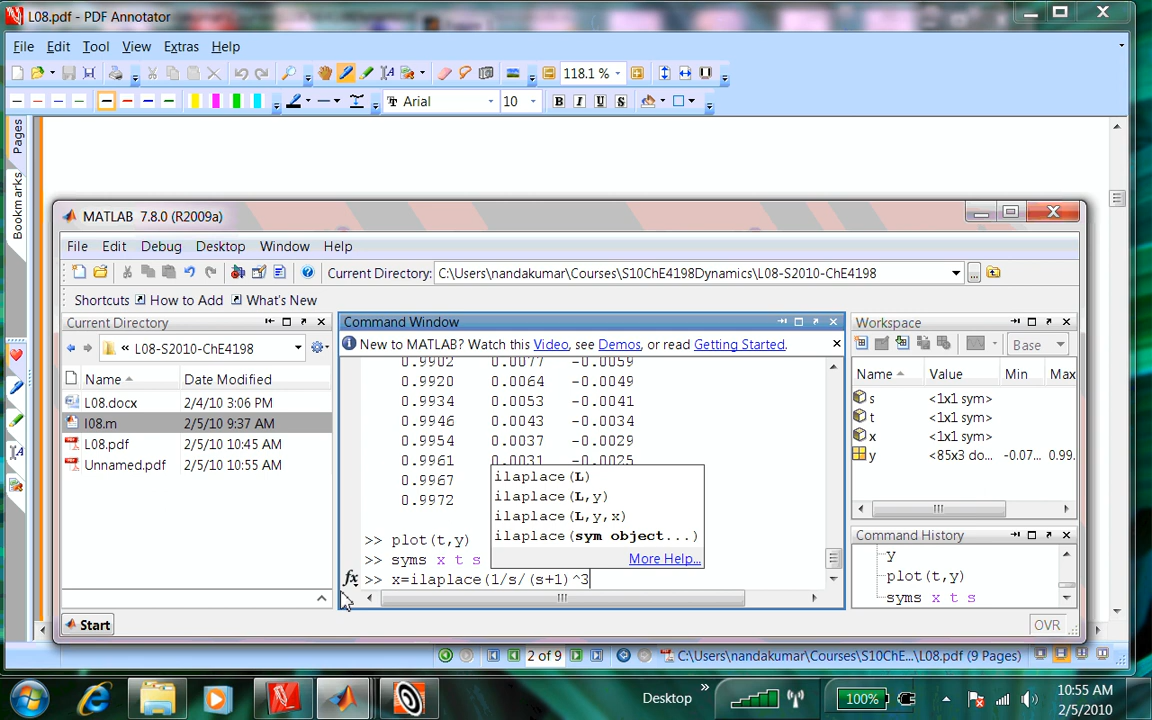 L08.pdf - PDF Annotator
File Edit Tool View Extras Help
118.1 %
Arial 10 B I U S
Pages
Bookmarks
MATLAB 7.8.0 (R2009a)
File Edit Debug Desktop Window Help
Current Directory: C:\Users\nandakumar\Courses\S10ChE4198Dynamics\L08-S2010-ChE4198
Shortcuts How to Add What's New
Current Directory
« L08-S2010-ChE4198
Name Date Modified
L08.docx 2/4/10 3:06 PM
l08.m 2/5/10 9:37 AM
L08.pdf 2/5/10 10:45 AM
Unnamed.pdf 2/5/10 10:55 AM
Command Window
New to MATLAB? Watch this Video, see Demos, or read Getting Started.
0.9902 0.0077 -0.0059
0.9920 0.0064 -0.0049
0.9934 0.0053 -0.0041
0.9946 0.0043 -0.0034
0.9954 0.0037 -0.0029
0.9961 0.0031 -0.0025
0.9967
0.9972
ilaplace(L)
ilaplace(L,y)
ilaplace(L,y,x)
ilaplace(sym object...)
More Help...
>> plot(t,y)
>> syms x t s
fx >> x=ilaplace(1/s/(s+1)^3
Workspace
Base
Name Value Min Max
s <1x1 sym>
t <1x1 sym>
x <1x1 sym>
y <85x3 do... -0.07... 0.99.
Command History
y
plot(t,y)
syms x t s
Start
OVR
2 of 9 C:\Users\nandakumar\Courses\S10ChE...\L08.pdf (9 Pages)
Desktop » 100% 10:55 AM
2/5/2010